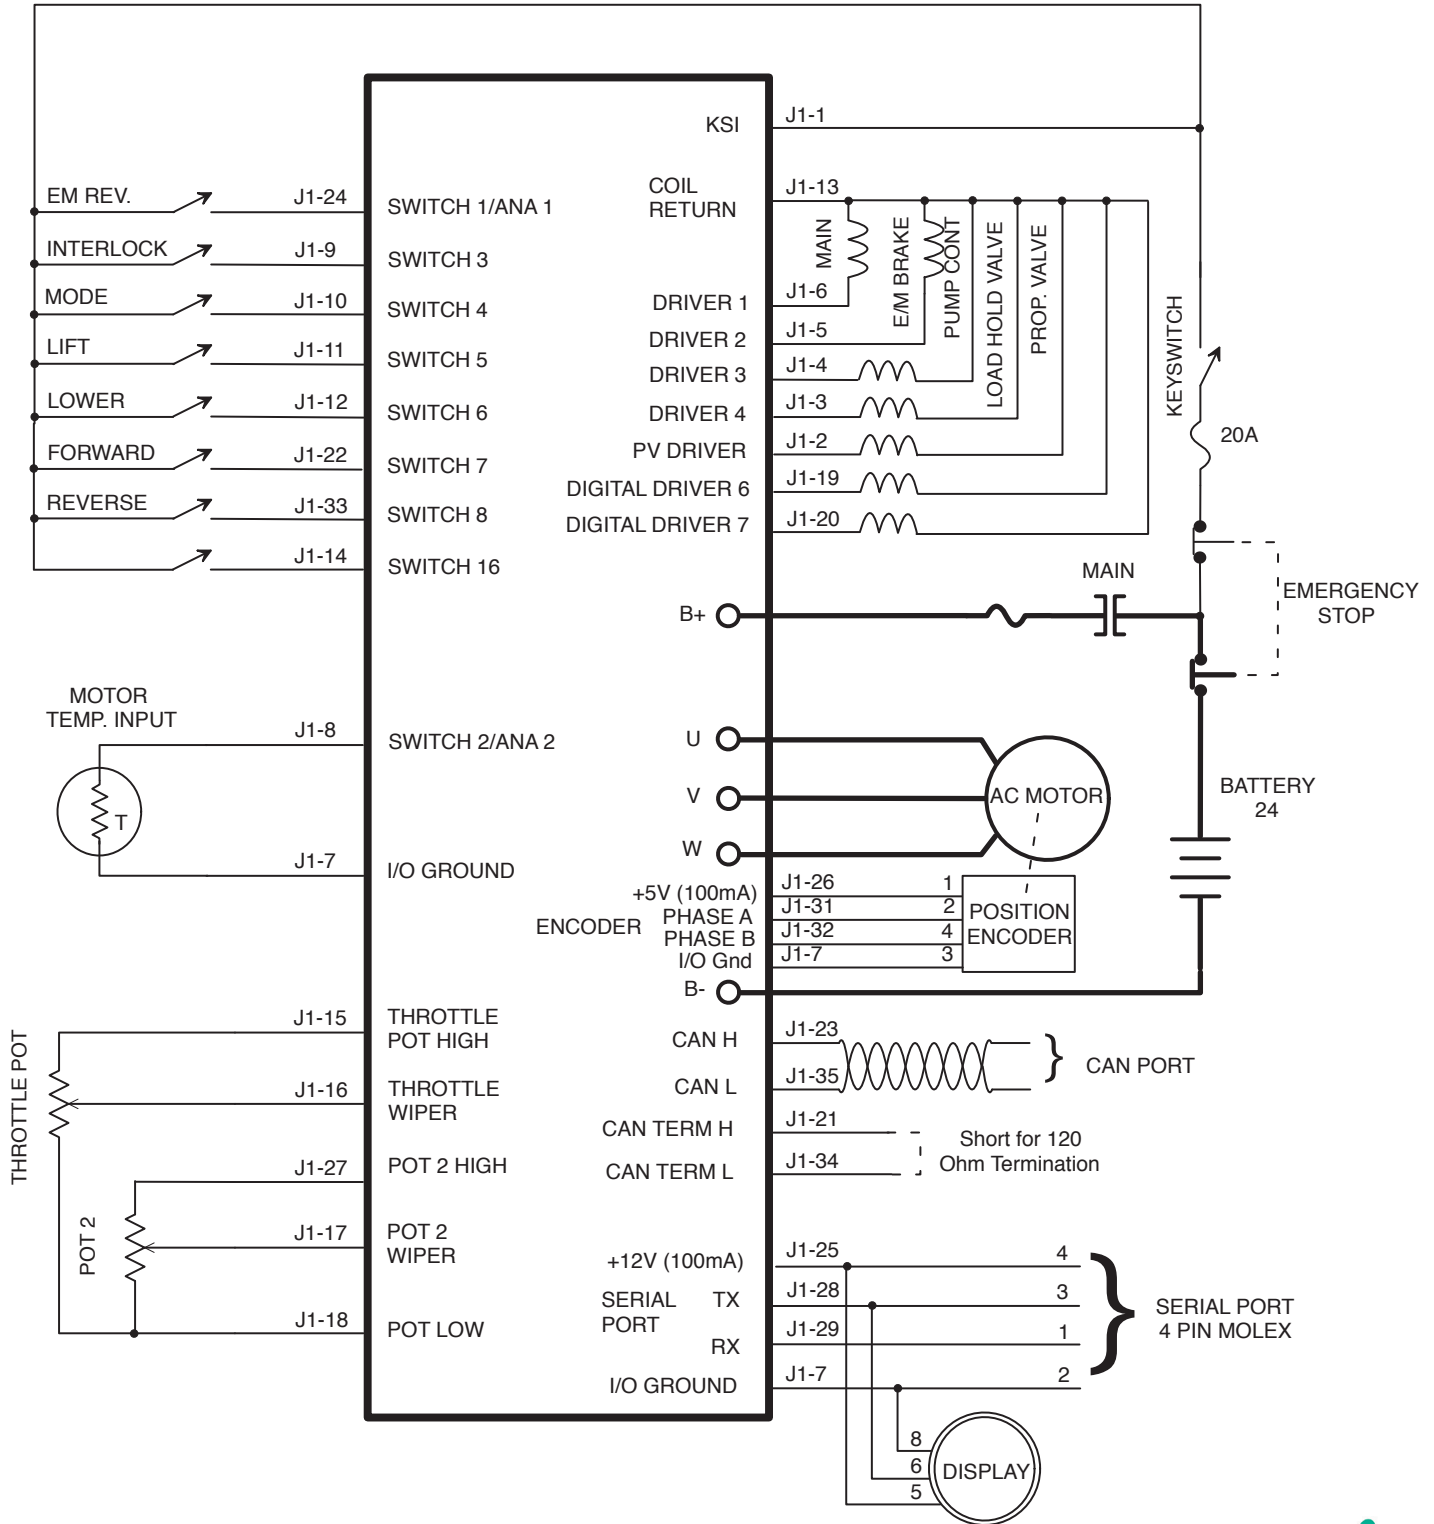 KSI
J1-1
COIL
RETURN
J1-13
EM REV.
J1-24
SWITCH 1/ANA 1
INTERLOCK
J1-9
SWITCH 3
MODE
J1-10
SWITCH 4
LIFT
J1-11
SWITCH 5
LOWER
J1-12
SWITCH 6
FORWARD
J1-22
SWITCH 7
REVERSE
J1-33
SWITCH 8
J1-14
SWITCH 16
MAIN
E/M BRAKE
PUMP CONT
LOAD HOLD VALVE
PROP. VALVE
DRIVER 1
J1-6
DRIVER 2
J1-5
DRIVER 3
J1-4
DRIVER 4
J1-3
PV DRIVER
J1-2
DIGITAL DRIVER 6
J1-19
DIGITAL DRIVER 7
J1-20
KEYSWITCH
20A
MAIN
EMERGENCY
STOP
B+
MOTOR
TEMP. INPUT
J1-8
SWITCH 2/ANA 2
T
J1-7
I/O GROUND
U
V
W
AC MOTOR
BATTERY
24
ENCODER
+5V (100mA)
J1-26
1
PHASE A
J1-31
2
PHASE B
J1-32
4
I/O Gnd
J1-7
3
POSITION
ENCODER
B-
THROTTLE POT
J1-15
THROTTLE
POT HIGH
J1-16
THROTTLE
WIPER
J1-27
POT 2 HIGH
POT 2
J1-17
POT 2
WIPER
J1-18
POT LOW
CAN H
J1-23
CAN L
J1-35
CAN PORT
CAN TERM H
J1-21
CAN TERM L
J1-34
Short for 120
Ohm Termination
+12V (100mA)
J1-25
4
SERIAL
PORT
TX
J1-28
3
RX
J1-29
1
I/O GROUND
J1-7
2
SERIAL PORT
4 PIN MOLEX
8
6
5
DISPLAY